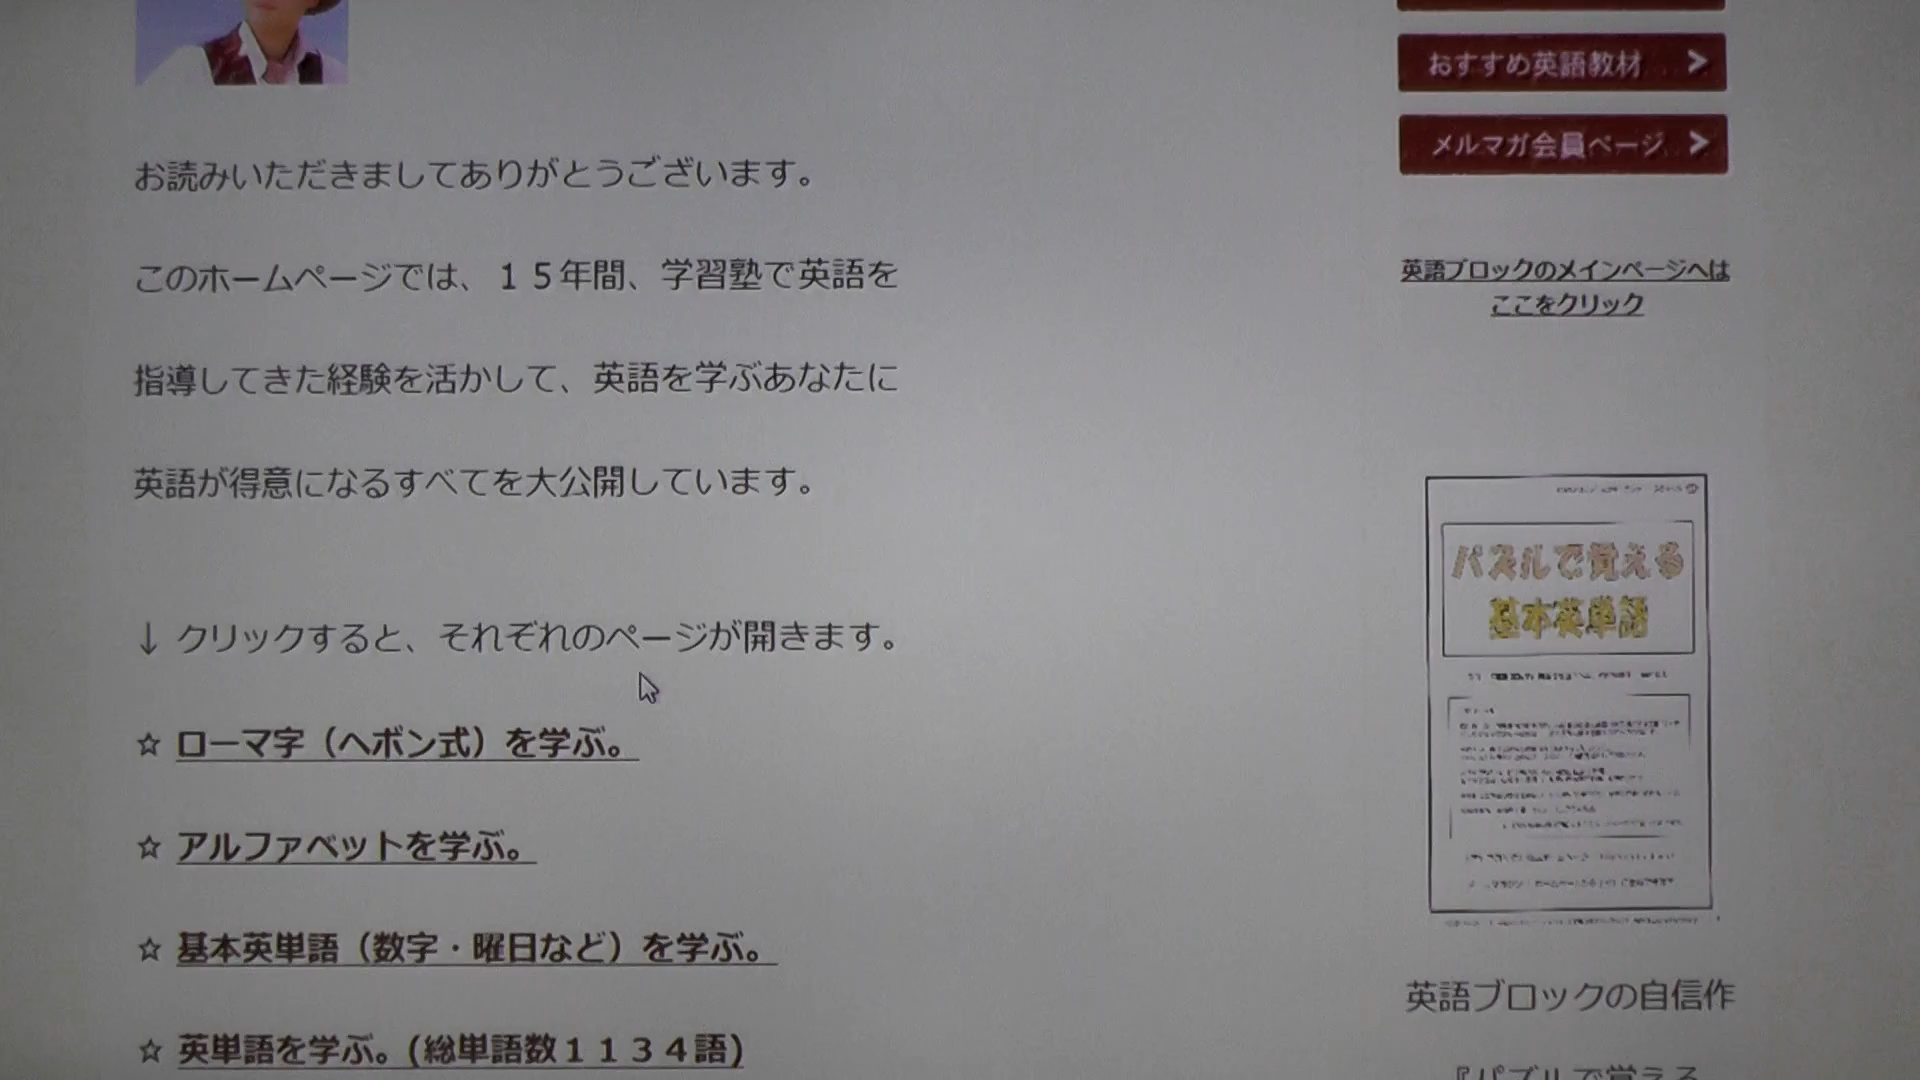 お読みいただきましてありがとうございます。
このホームページでは、１５年間、学習塾で英語を
指導してきた経験を活かして、英語を学ぶあなたに
英語が得意になるすべてを大公開しています。
↓ クリックすると、それぞれのページが開きます。
☆ ローマ字（ヘボン式）を学ぶ。
☆ アルファベットを学ぶ。
☆ 基本英単語（数字・曜日など）を学ぶ。
☆ 英単語を学ぶ。(総単語数１１３４語)
おすすめ英語教材
メルマガ会員ページ
英語ブロックのメインページへは
ここをクリック
パズルで覚える
基本英単語
英語ブロックの自信作
『パズルで覚える